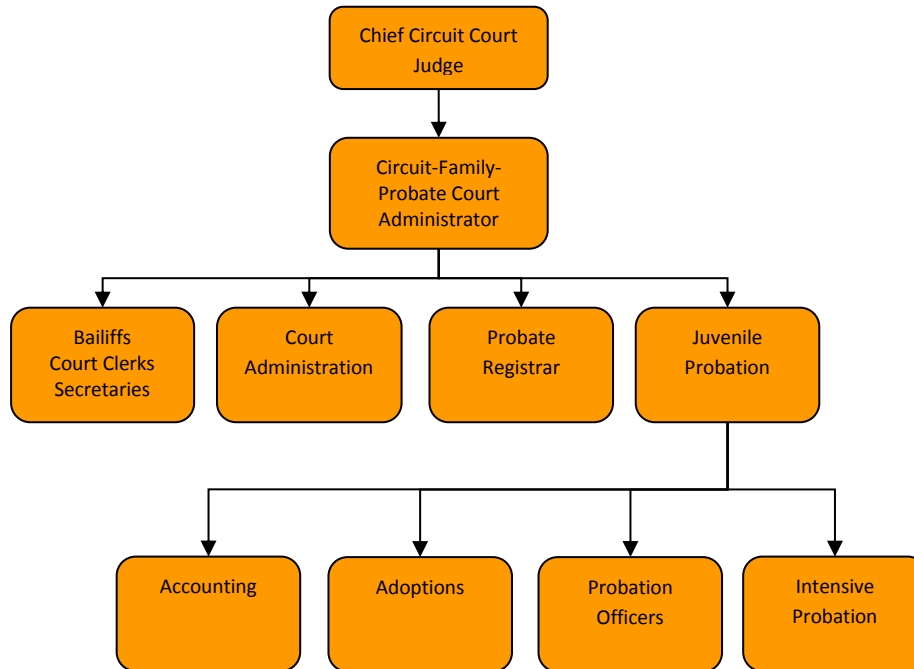 Chief Circuit Court
Judge
Circuit-Family-
Probate Court
Administrator
Bailiffs
Court Clerks
Secretaries
Court
Administration
Probate
Registrar
Juvenile
Probation
Accounting
Adoptions
Probation
Officers
Intensive
Probation